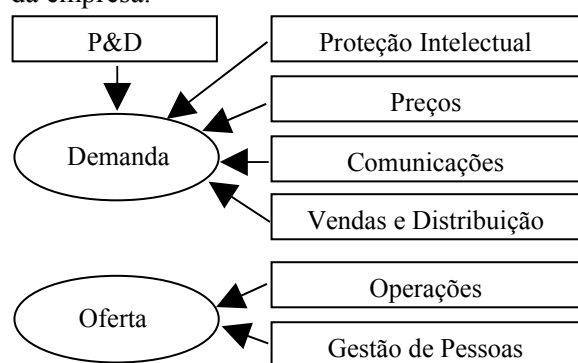 da empresa.
P&D
Proteção Intelectual
Preços
Demanda
Comunicações
Vendas e Distribuição
Operações
Oferta
Gestão de Pessoas